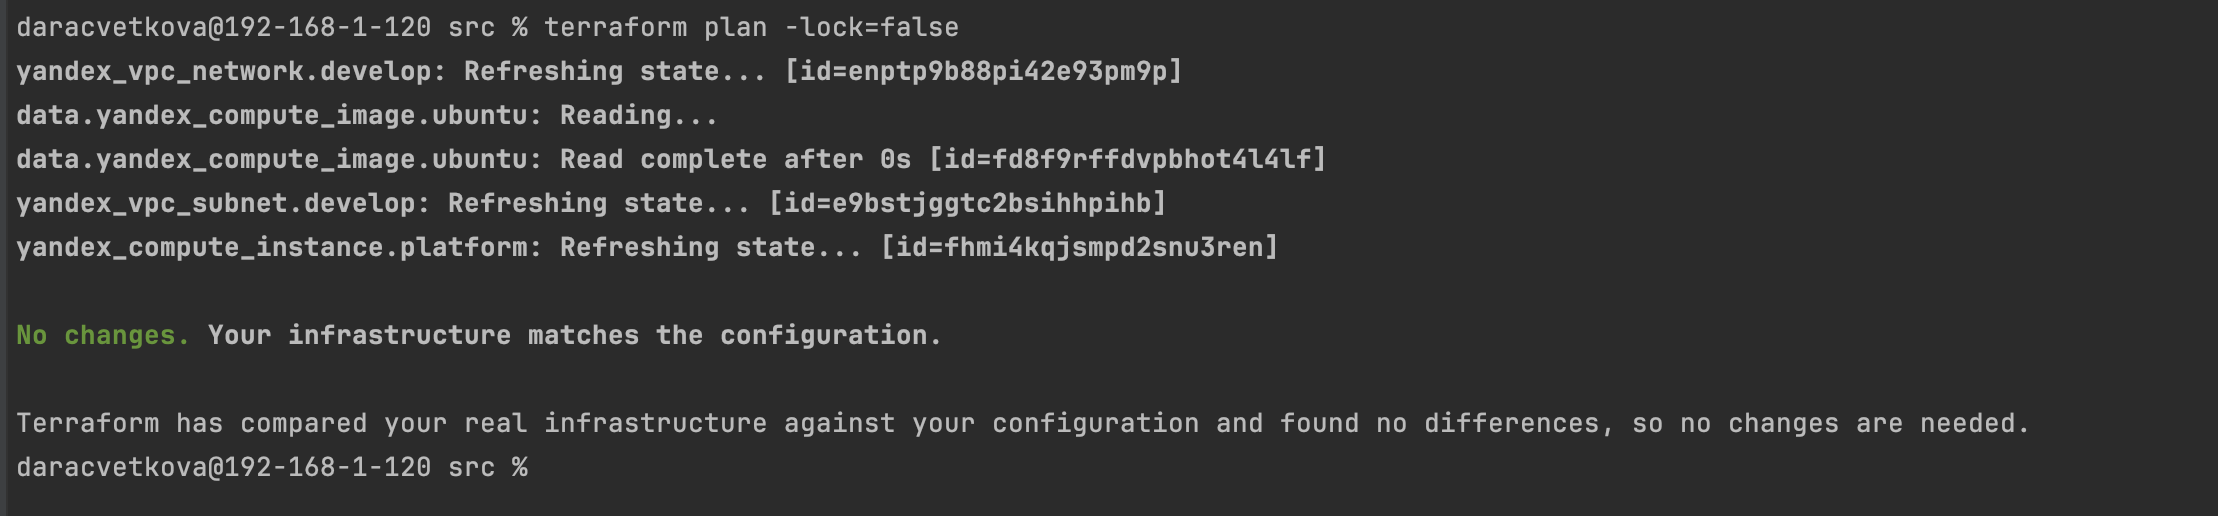 daracvetkova@192-168-1-120 src % terraform plan -lock=false
yandex_vpc_network.develop: Refreshing state... [id=enptp9b88pi42e93pm9p]
data.yandex_compute_image.ubuntu: Reading...
data.yandex_compute_image.ubuntu: Read complete after 0s [id=fd8f9rffdvpbhot4l4lf]
yandex_vpc_subnet.develop: Refreshing state... [id=e9bstjggtc2bsihhpihb]
yandex_compute_instance.platform: Refreshing state... [id=fhmi4kqjsmpd2snu3ren]
No changes. Your infrastructure matches the configuration.
Terraform has compared your real infrastructure against your configuration and found no differences, so no changes are needed.
daracvetkova@192-168-1-120 src %